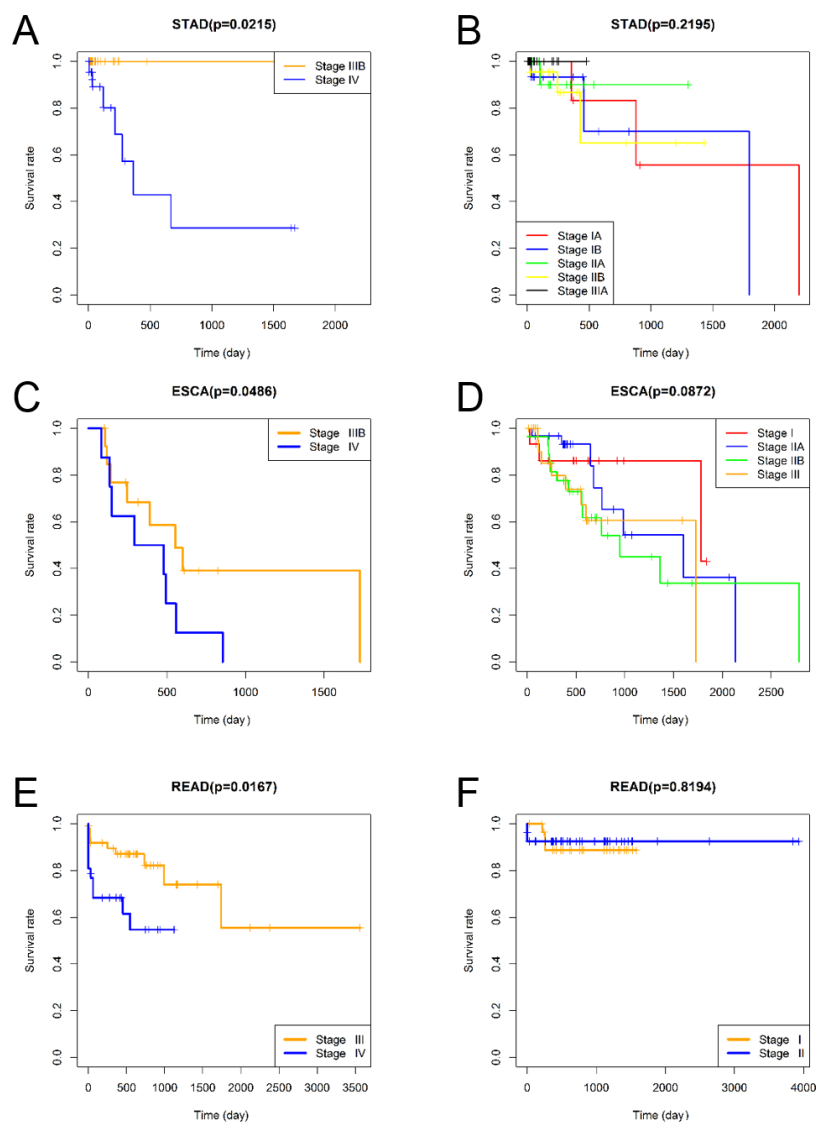 A
STAD(p=0.0215)
Survival rate
0.0 0.2 0.4 0.6 0.8 1.0
Stage IIIB
Stage IV
0 500 1000 1500 2000
Time (day)
B
STAD(p=0.2195)
Survival rate
0.0 0.2 0.4 0.6 0.8 1.0
Stage IA
Stage IB
Stage IIA
Stage IIB
Stage IIIA
0 500 1000 1500 2000
Time (day)
C
ESCA(p=0.0486)
Survival rate
0.0 0.2 0.4 0.6 0.8 1.0
Stage IIIB
Stage IV
0 500 1000 1500
Time (day)
D
ESCA(p=0.0872)
Survival rate
0.0 0.2 0.4 0.6 0.8 1.0
Stage I
Stage IIA
Stage IIB
Stage III
0 500 1000 1500 2000 2500
Time (day)
E
READ(p=0.0167)
Survival rate
0.0 0.2 0.4 0.6 0.8 1.0
Stage III
Stage IV
0 500 1000 1500 2000 2500 3000 3500
Time (day)
F
READ(p=0.8194)
Survival rate
0.0 0.2 0.4 0.6 0.8 1.0
Stage I
Stage II
0 1000 2000 3000 4000
Time (day)